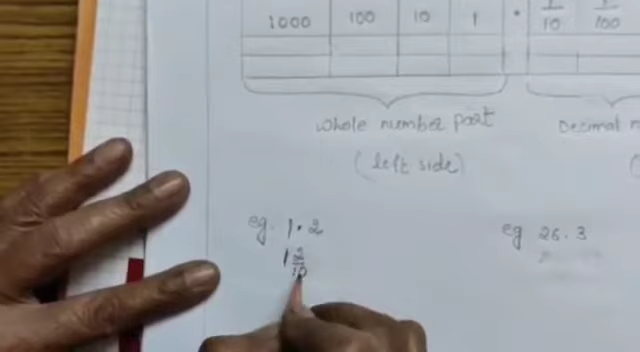 1000 100 10 1 . 1/10 1/100
whole number part
Decimal
(left side)
eg. 1.2
1 2/10
eg 26.3